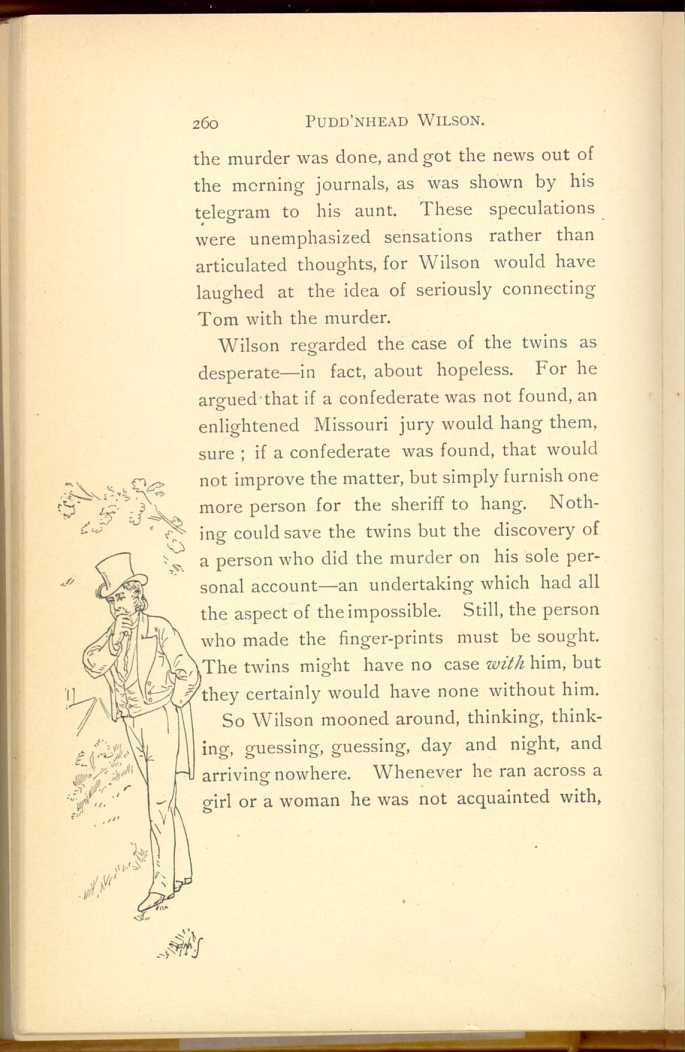 260 PUDD'NHEAD WILSON.
the murder was done, and got the news out of
the morning journals, as was shown by his
telegram to his aunt. These speculations
were unemphasized sensations rather than
articulated thoughts, for Wilson would have
laughed at the idea of seriously connecting
Tom with the murder.
Wilson regarded the case of the twins as
desperate—in fact, about hopeless. For he
argued that if a confederate was not found, an
enlightened Missouri jury would hang them,
sure ; if a confederate was found, that would
not improve the matter, but simply furnish one
more person for the sheriff to hang. Noth-
ing could save the twins but the discovery of
a person who did the murder on his sole per-
sonal account—an undertaking which had all
the aspect of the impossible. Still, the person
who made the finger-prints must be sought.
The twins might have no case with him, but
they certainly would have none without him.
So Wilson mooned around, thinking, think-
ing, guessing, guessing, day and night, and
arriving nowhere. Whenever he ran across a
girl or a woman he was not acquainted with,